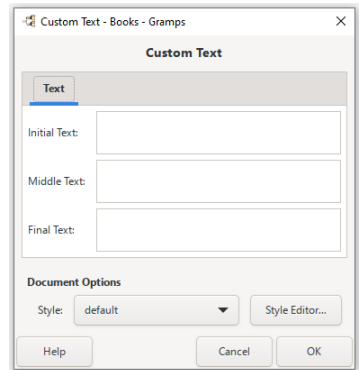 Custom Text - Books - Gramps
Custom Text
Text
Initial Text:
Middle Text:
Final Text:
Document Options
Style: default Style Editor...
Help Cancel OK